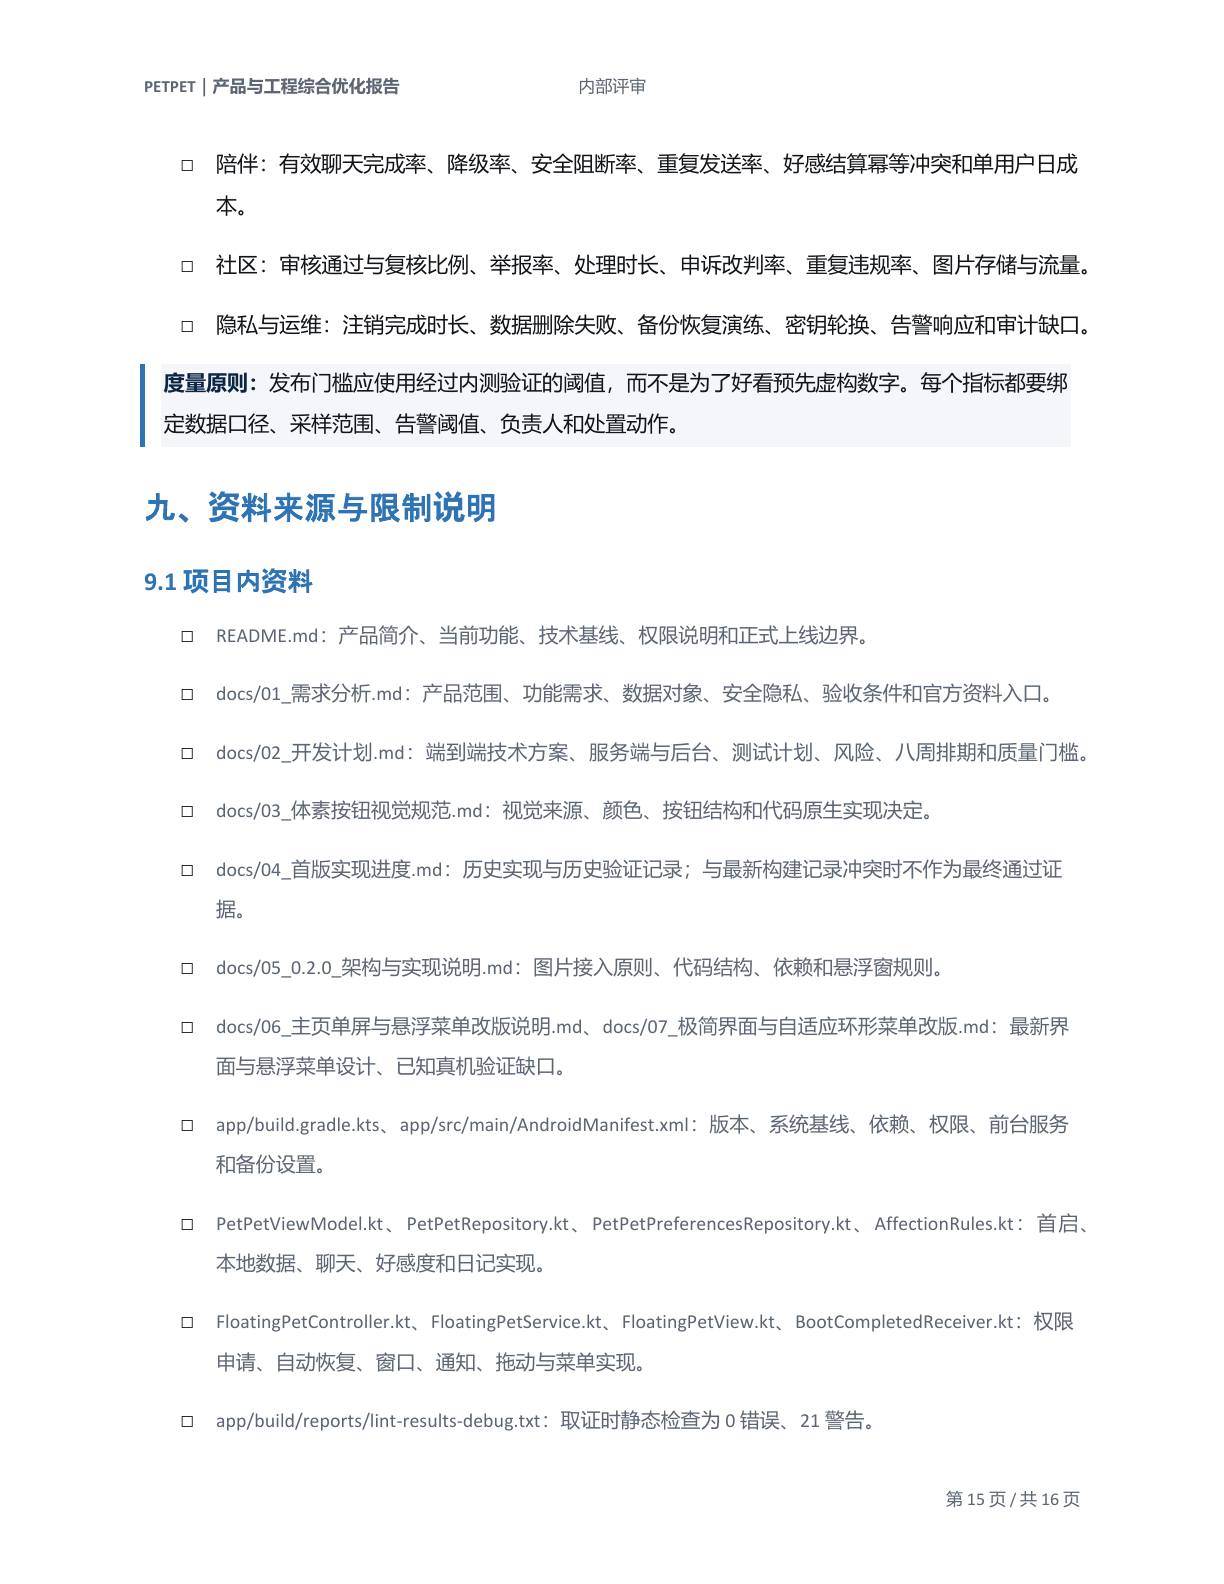 PETPET | 产品与工程综合优化报告 内部评审
□ 陪伴：有效聊天完成率、降级率、安全阻断率、重复发送率、好感结算幂等冲突和单用户日成
本。
□ 社区：审核通过与复核比例、举报率、处理时长、申诉改判率、重复违规率、图片存储与流量。
□ 隐私与运维：注销完成时长、数据删除失败、备份恢复演练、密钥轮换、告警响应和审计缺口。
度量原则：发布门槛应使用经过内测验证的阈值，而不是为了好看预先虚构数字。每个指标都要绑
定数据口径、采样范围、告警阈值、负责人和处置动作。
九、资料来源与限制说明
9.1 项目内资料
□ README.md：产品简介、当前功能、技术基线、权限说明和正式上线边界。
□ docs/01_需求分析.md：产品范围、功能需求、数据对象、安全隐私、验收条件和官方资料入口。
□ docs/02_开发计划.md：端到端技术方案、服务端与后台、测试计划、风险、八周排期和质量门槛。
□ docs/03_体素按钮视觉规范.md：视觉来源、颜色、按钮结构和代码原生实现决定。
□ docs/04_首版实现进度.md：历史实现与历史验证记录；与最新构建记录冲突时不作为最终通过证
据。
□ docs/05_0.2.0_架构与实现说明.md：图片接入原则、代码结构、依赖和悬浮窗规则。
□ docs/06_主页单屏与悬浮菜单改版说明.md、docs/07_极简界面与自适应环形菜单改版.md：最新界
面与悬浮菜单设计、已知真机验证缺口。
□ app/build.gradle.kts、app/src/main/AndroidManifest.xml：版本、系统基线、依赖、权限、前台服务
和备份设置。
□ PetPetViewModel.kt、PetPetRepository.kt、PetPetPreferencesRepository.kt、AffectionRules.kt：首启、
本地数据、聊天、好感度和日记实现。
□ FloatingPetController.kt、FloatingPetService.kt、FloatingPetView.kt、BootCompletedReceiver.kt：权限
申请、自动恢复、窗口、通知、拖动与菜单实现。
□ app/build/reports/lint-results-debug.txt：取证时静态检查为 0 错误、21 警告。
第 15 页 / 共 16 页